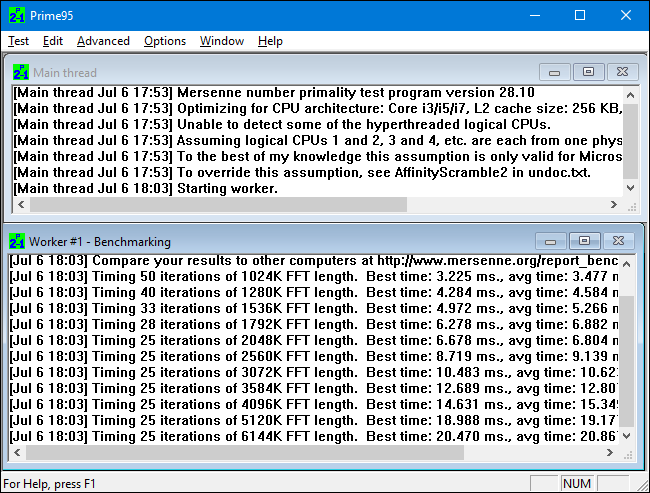 Prime95
Test Edit Advanced Options Window Help
Main thread
[Main thread Jul 6 17:53] Mersenne number primality test program version 28.10
[Main thread Jul 6 17:53] Optimizing for CPU architecture: Core i3/i5/i7, L2 cache size: 256 KB,
[Main thread Jul 6 17:53] Unable to detect some of the hyperthreaded logical CPUs.
[Main thread Jul 6 17:53] Assuming logical CPUs 1 and 2, 3 and 4, etc. are each from one phys
[Main thread Jul 6 17:53] To the best of my knowledge this assumption is only valid for Micros
[Main thread Jul 6 17:53] To override this assumption, see AffinityScramble2 in undoc.txt.
[Main thread Jul 6 18:03] Starting worker.
Worker #1 - Benchmarking
[Jul 6 18:03] Compare your results to other computers at http://www.mersenne.org/report_benc
[Jul 6 18:03] Timing 50 iterations of 1024K FFT length. Best time: 3.225 ms., avg time: 3.477 m
[Jul 6 18:03] Timing 40 iterations of 1280K FFT length. Best time: 4.284 ms., avg time: 4.584 m
[Jul 6 18:03] Timing 33 iterations of 1536K FFT length. Best time: 4.972 ms., avg time: 5.266 m
[Jul 6 18:03] Timing 28 iterations of 1792K FFT length. Best time: 6.278 ms., avg time: 6.882 m
[Jul 6 18:03] Timing 25 iterations of 2048K FFT length. Best time: 6.678 ms., avg time: 6.804 m
[Jul 6 18:03] Timing 25 iterations of 2560K FFT length. Best time: 8.719 ms., avg time: 9.139 m
[Jul 6 18:03] Timing 25 iterations of 3072K FFT length. Best time: 10.483 ms., avg time: 10.62
[Jul 6 18:03] Timing 25 iterations of 3584K FFT length. Best time: 12.689 ms., avg time: 12.80
[Jul 6 18:03] Timing 25 iterations of 4096K FFT length. Best time: 14.631 ms., avg time: 15.34
[Jul 6 18:03] Timing 25 iterations of 5120K FFT length. Best time: 18.988 ms., avg time: 19.17
[Jul 6 18:03] Timing 25 iterations of 6144K FFT length. Best time: 20.470 ms., avg time: 20.86
For Help, press F1
NUM